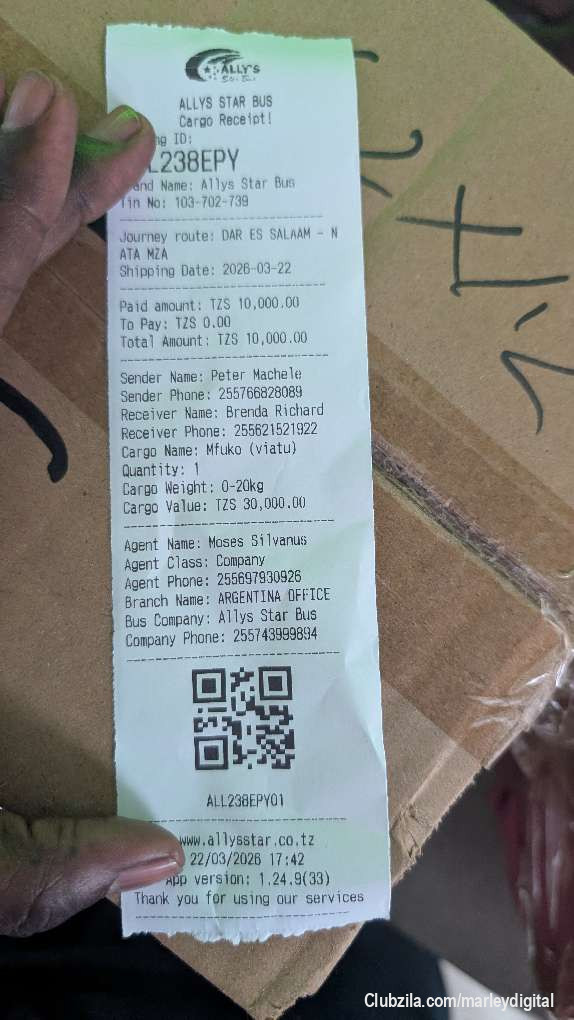 ALLY'S
ALLYS STAR BUS
Cargo Receipt!
ng ID:
L238EPY
and Name: Allys Star Bus
Tin No: 103-702-739
Journey route: DAR ES SALAAM - N
ATA MZA
Shipping Date: 2026-03-22
Paid amount: TZS 10,000.00
To Pay: TZS 0.00
Total Amount: TZS 10,000.00
Sender Name: Peter Machele
Sender Phone: 255766828089
Receiver Name: Brenda Richard
Receiver Phone: 255621521922
Cargo Name: Mfuko (viatu)
Quantity: 1
Cargo Weight: 0-20kg
Cargo Value: TZS 30,000.00
Agent Name: Moses Silvanus
Agent Class: Company
Agent Phone: 255697930926
Branch Name: ARGENTINA OFFICE
Bus Company: Allys Star Bus
Company Phone: 255743999894
ALL238EPY01
www.allysstar.co.tz
22/03/2026 17:42
App version: 1.24.9(33)
Thank you for using our services
Clubzila.com/marleydigital